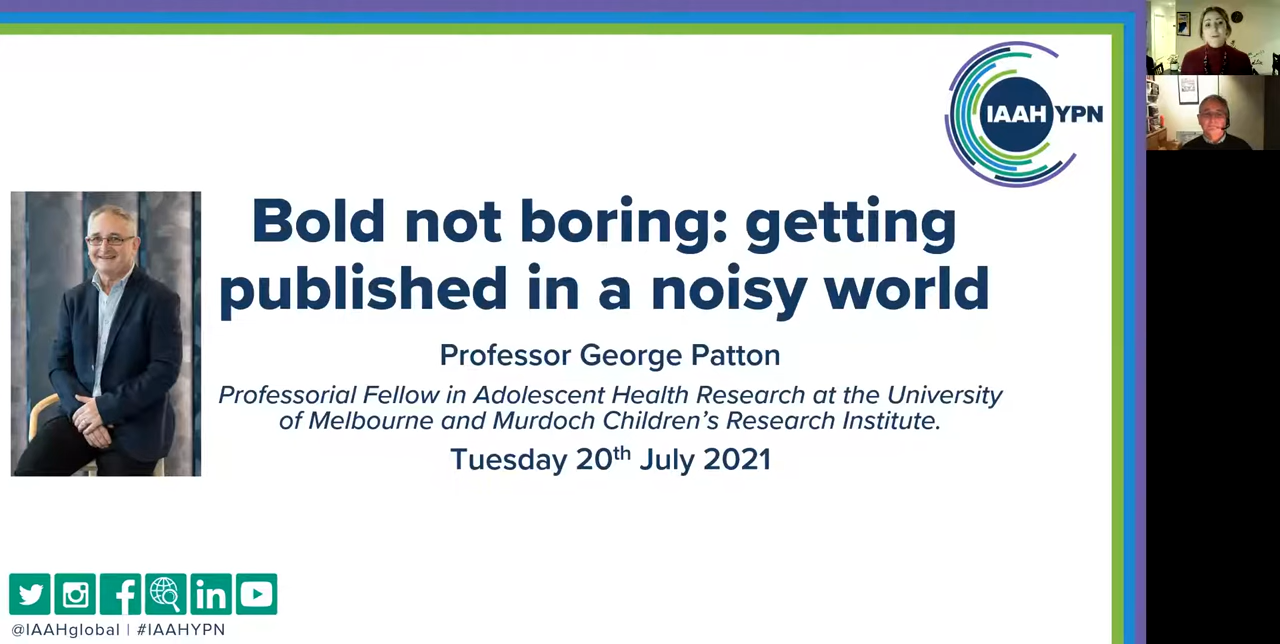 IAAH YPN
Bold not boring: getting
published in a noisy world
Professor George Patton
Professorial Fellow in Adolescent Health Research at the University
of Melbourne and Murdoch Children’s Research Institute.
Tuesday 20th July 2021
@IAAHglobal | #IAAHYPN